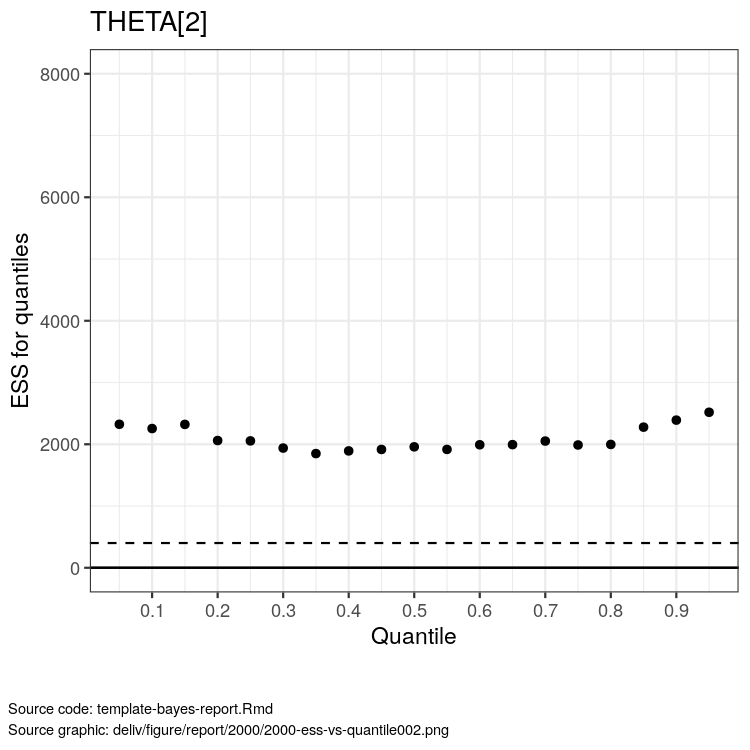 THETA[2]
8000
6000
4000
2000
0
ESS for quantiles
0.1 0.2 0.3 0.4 0.5 0.6 0.7 0.8 0.9
Quantile
Source code: template-bayes-report.Rmd
Source graphic: deliv/figure/report/2000/2000-ess-vs-quantile002.png